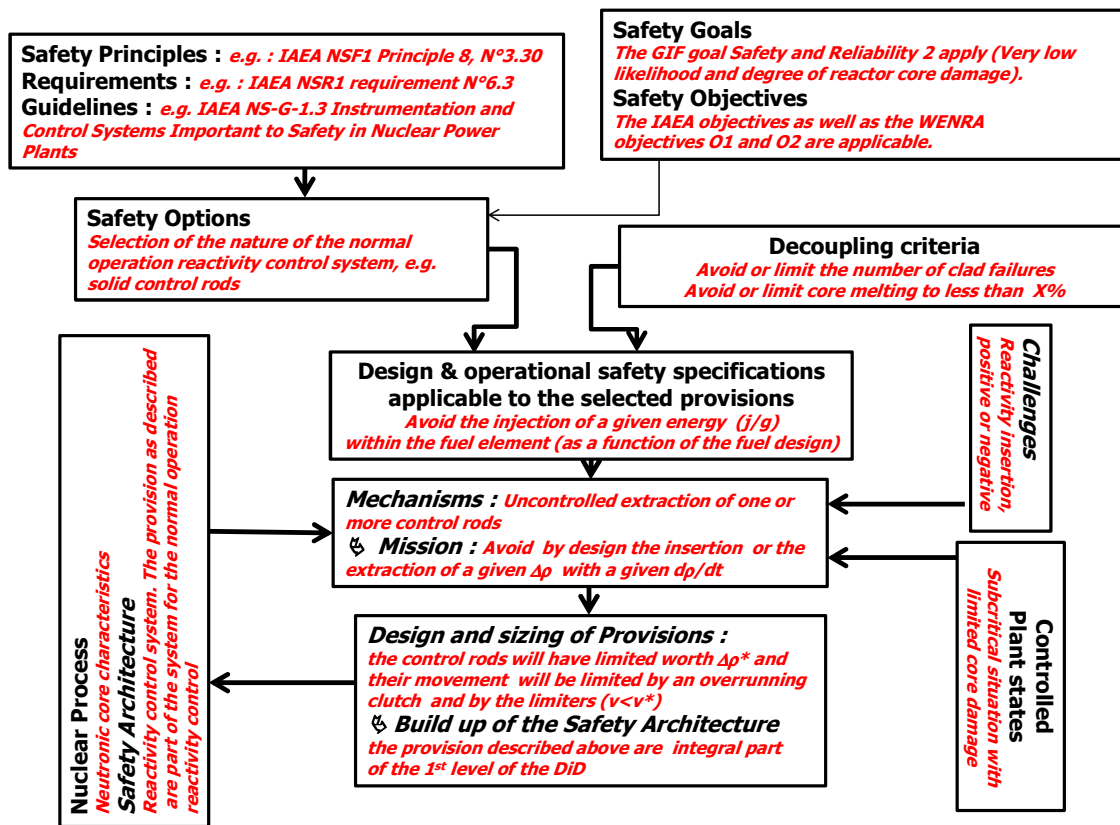 Safety Principles : e.g. : IAEA NSF1 Principle 8, N°3.30
Requirements : e.g. : IAEA NSR1 requirement N°6.3
Guidelines : e.g. IAEA NS-G-1.3 Instrumentation and
Control Systems Important to Safety in Nuclear Power
Plants
Safety Goals
The GIF goal Safety and Reliability 2 apply (Very low
likelihood and degree of reactor core damage).
Safety Objectives
The IAEA objectives as well as the WENRA
objectives O1 and O2 are applicable.
Safety Options
Selection of the nature of the normal
operation reactivity control system, e.g.
solid control rods
Decoupling criteria
Avoid or limit the number of clad failures
Avoid or limit core melting to less than X%
Design & operational safety specifications
applicable to the selected provisions
Avoid the injection of a given energy (j/g)
within the fuel element (as a function of the fuel design)
Challenges
Reactivity insertion,
positive or negative
Mechanisms : Uncontrolled extraction of one or
more control rods
Mission : Avoid by design the insertion or the
extraction of a given Δρ with a given dρ/dt
Controlled
Plant states
Subcritical situation with
limited core damage
Design and sizing of Provisions :
the control rods will have limited worth Δρ* and
their movement will be limited by an overrunning
clutch and by the limiters (v<v*)
Build up of the Safety Architecture
the provision described above are integral part
of the 1st level of the DiD
Nuclear Process
Neutronic core characteristics
Safety Architecture
Reactivity control system. The provision as described
are part of the system for the normal operation
reactivity control